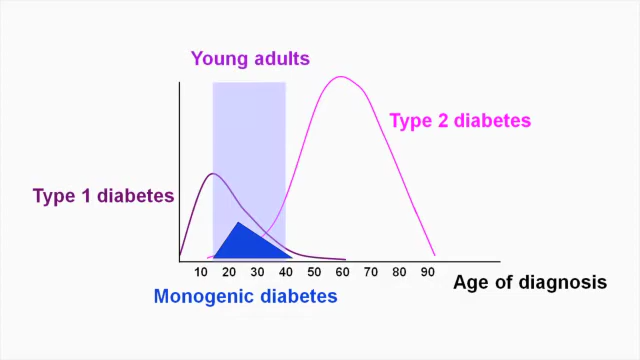 Young adults
Type 2 diabetes
Type 1 diabetes
10 20 30 40 50 60 70 80 90
Age of diagnosis
Monogenic diabetes